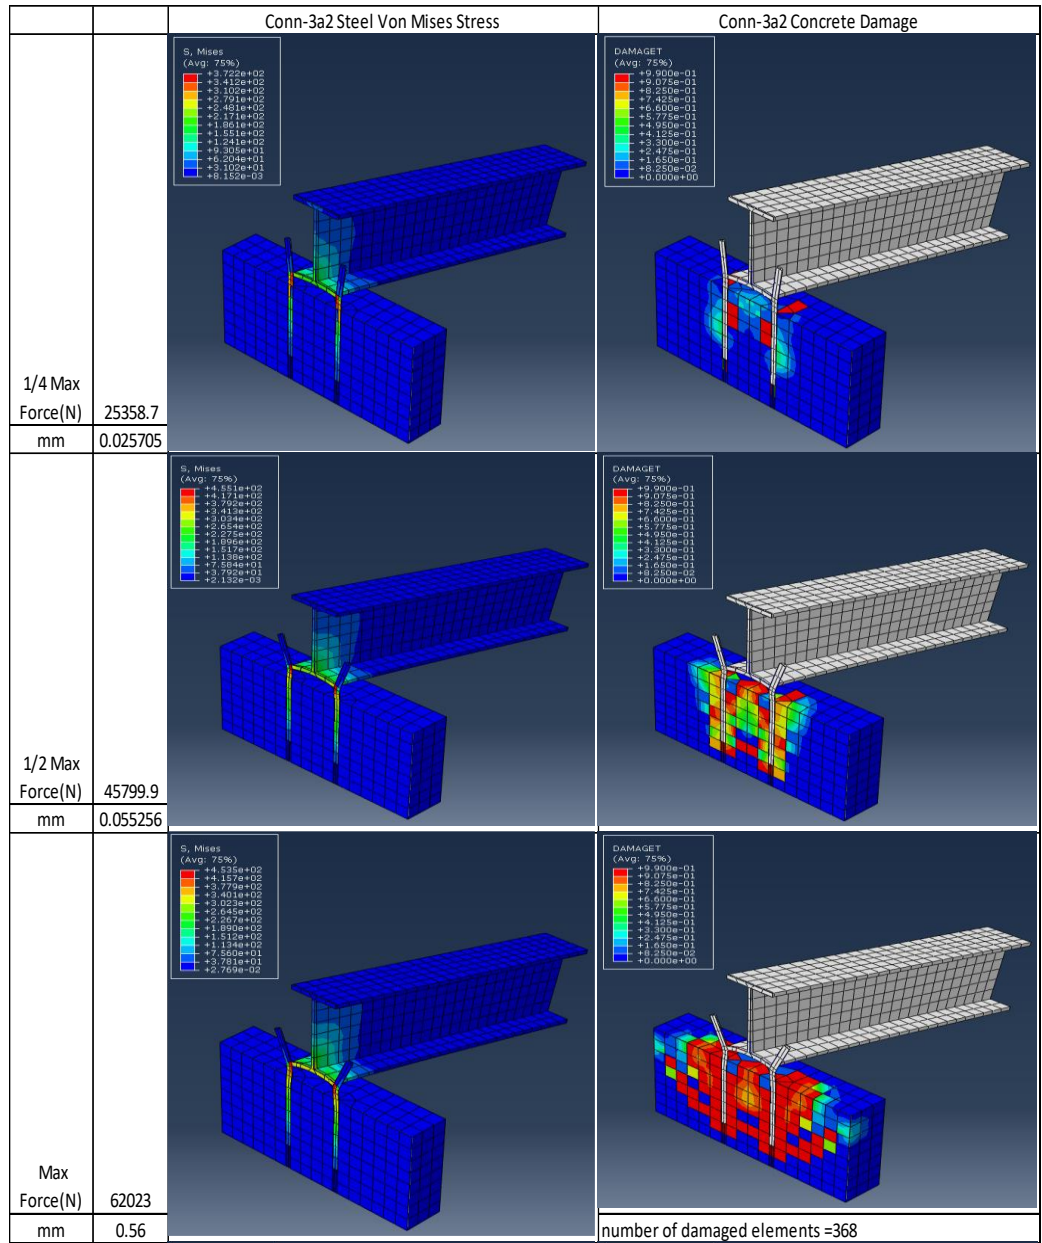 Conn-3a2 Steel Von Mises Stress
Conn-3a2 Concrete Damage
S, Mises
(Avg: 75%)
+3.722e+02
+3.412e+02
+3.102e+02
+2.791e+02
+2.481e+02
+2.171e+02
+1.861e+02
+1.551e+02
+1.241e+02
+9.305e+01
+6.204e+01
+3.102e+01
+8.152e-03
DAMAGET
(Avg: 75%)
+9.900e-01
+9.075e-01
+8.250e-01
+7.425e-01
+6.600e-01
+5.775e-01
+4.950e-01
+4.125e-01
+3.300e-01
+2.475e-01
+1.650e-01
+8.250e-02
+0.000e+00
1/4 Max
Force(N) 25358.7
mm 0.025705
S, Mises
(Avg: 75%)
+4.551e+02
+4.171e+02
+3.792e+02
+3.413e+02
+3.034e+02
+2.654e+02
+2.275e+02
+1.896e+02
+1.517e+02
+1.138e+02
+7.584e+01
+3.792e+01
+2.132e-03
DAMAGET
(Avg: 75%)
+9.900e-01
+9.075e-01
+8.250e-01
+7.425e-01
+6.600e-01
+5.775e-01
+4.950e-01
+4.125e-01
+3.300e-01
+2.475e-01
+1.650e-01
+8.250e-02
+0.000e+00
1/2 Max
Force(N) 45799.9
mm 0.055256
S, Mises
(Avg: 75%)
+4.535e+02
+4.157e+02
+3.779e+02
+3.401e+02
+3.023e+02
+2.645e+02
+2.267e+02
+1.890e+02
+1.512e+02
+1.134e+02
+7.560e+01
+3.781e+01
+2.769e-02
DAMAGET
(Avg: 75%)
+9.900e-01
+9.075e-01
+8.250e-01
+7.425e-01
+6.600e-01
+5.775e-01
+4.950e-01
+4.125e-01
+3.300e-01
+2.475e-01
+1.650e-01
+8.250e-02
+0.000e+00
Max
Force(N) 62023
mm 0.56
number of damaged elements =368